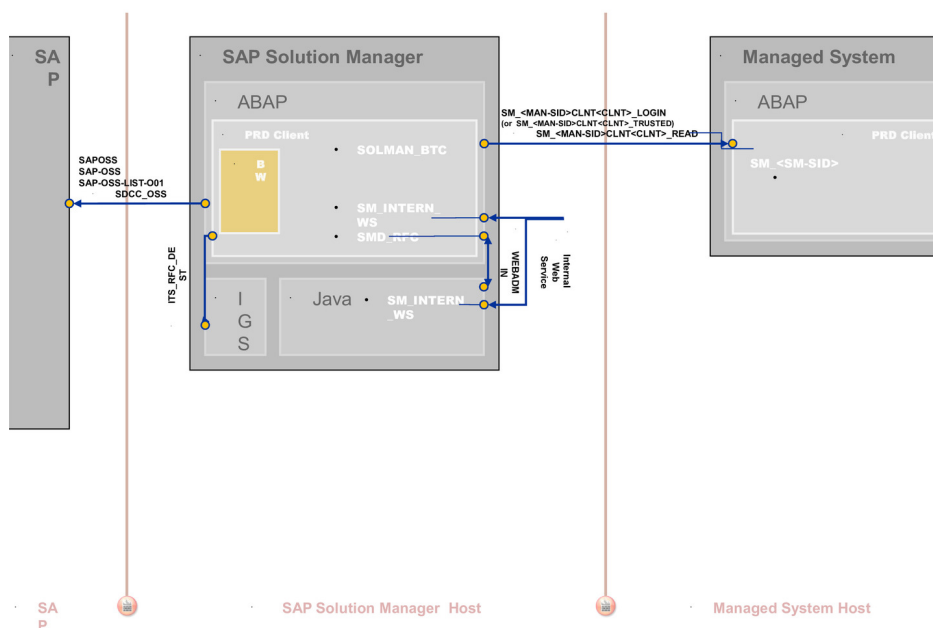 SA
P
SAP Solution Manager
ABAP
PRD Client
B
W
• SOLMAN_BTC
• SM_INTERN_
WS
• SMD_RFC
I
G
S
Java • SM_INTERN
_WS
SAPOSS
SAP-OSS
SAP-OSS-LIST-O01
SDCC_OSS
ITS_RFC_DE
ST
SM_<MAN-SID>CLNT<CLNT>_LOGIN
(or SM_<MAN-SID>CLNT<CLNT>_TRUSTED)
SM_<MAN-SID>CLNT<CLNT>_READ
WEBADM
IN
Internal
Web
Service
Managed System
ABAP
PRD Client
SM_<SM-SID>
•
SA
P
SAP Solution Manager Host
Managed System Host